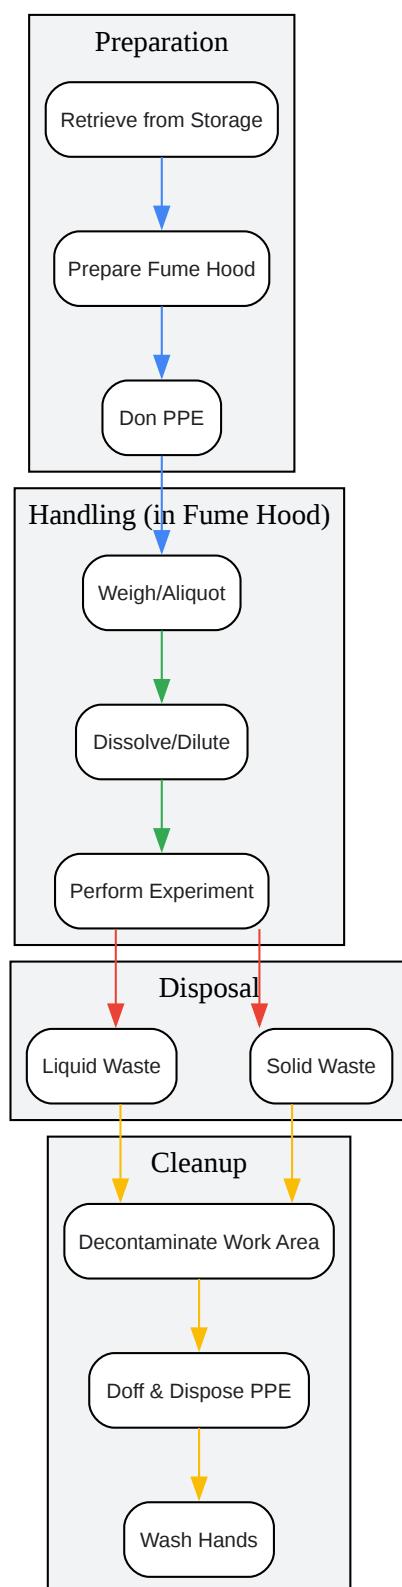 Preparation
Retrieve from Storage
Prepare Fume Hood
Don PPE
Handling (in Fume Hood)
Weigh/Aliquot
Dissolve/Dilute
Perform Experiment
Disposal
Liquid Waste
Solid Waste
Cleanup
Decontaminate Work Area
Doff & Dispose PPE
Wash Hands